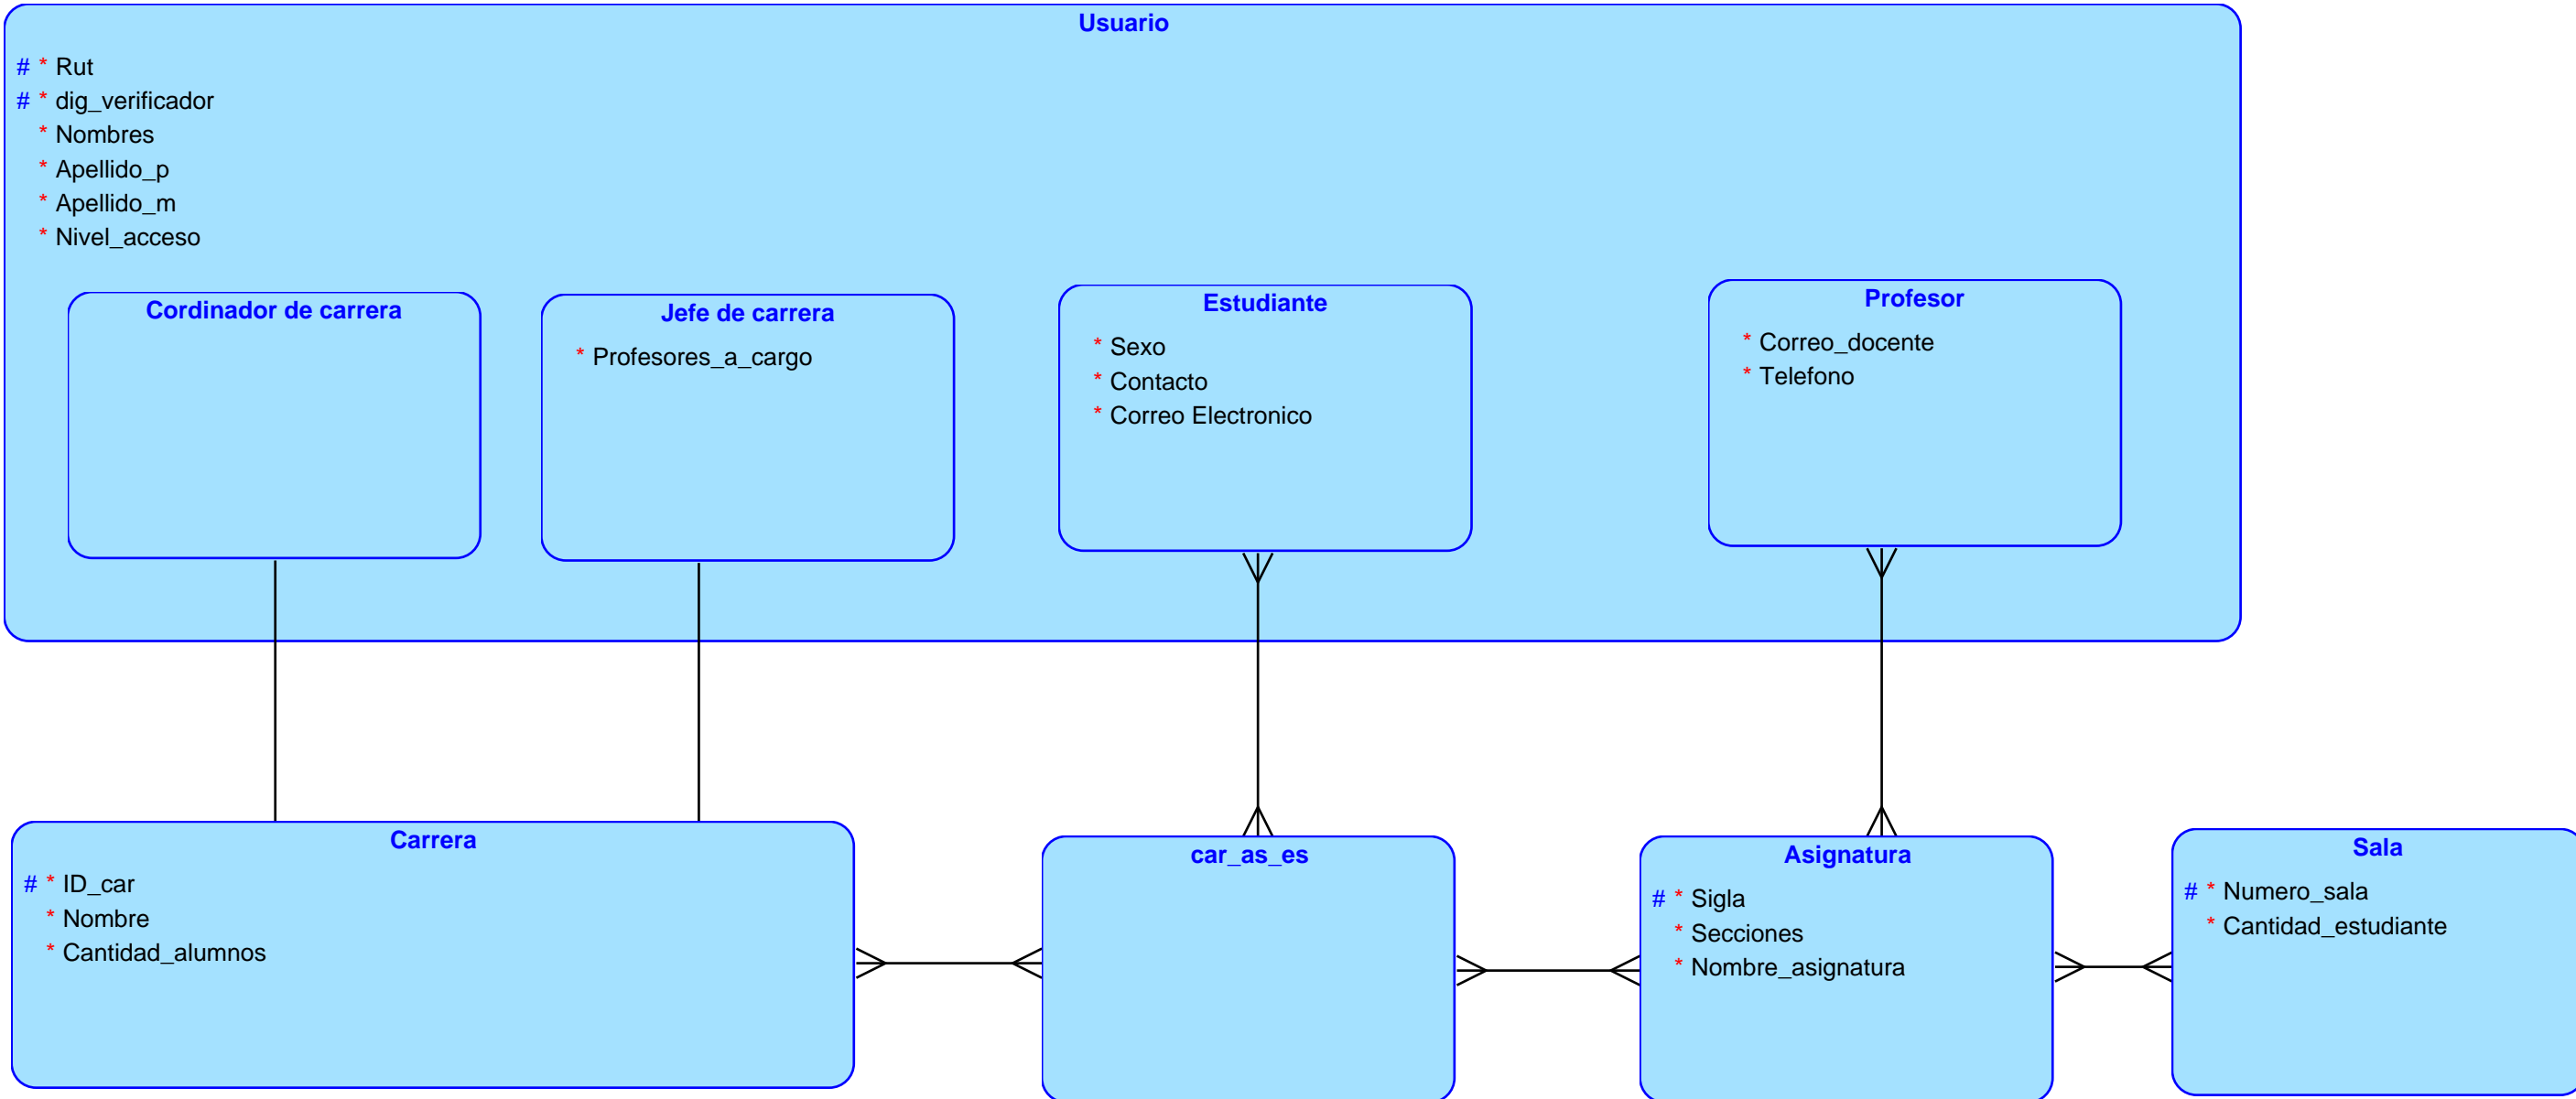 Usuario
# * Rut
# * dig_verificador
* Nombres
* Apellido_p
* Apellido_m
* Nivel_acceso
Cordinador de carrera
Jefe de carrera
* Profesores_a_cargo
Estudiante
* Sexo
* Contacto
* Correo Electronico
Profesor
* Correo_docente
* Telefono
Carrera
# * ID_car
* Nombre
* Cantidad_alumnos
car_as_es
Asignatura
# * Sigla
* Secciones
* Nombre_asignatura
Sala
# * Numero_sala
* Cantidad_estudiante